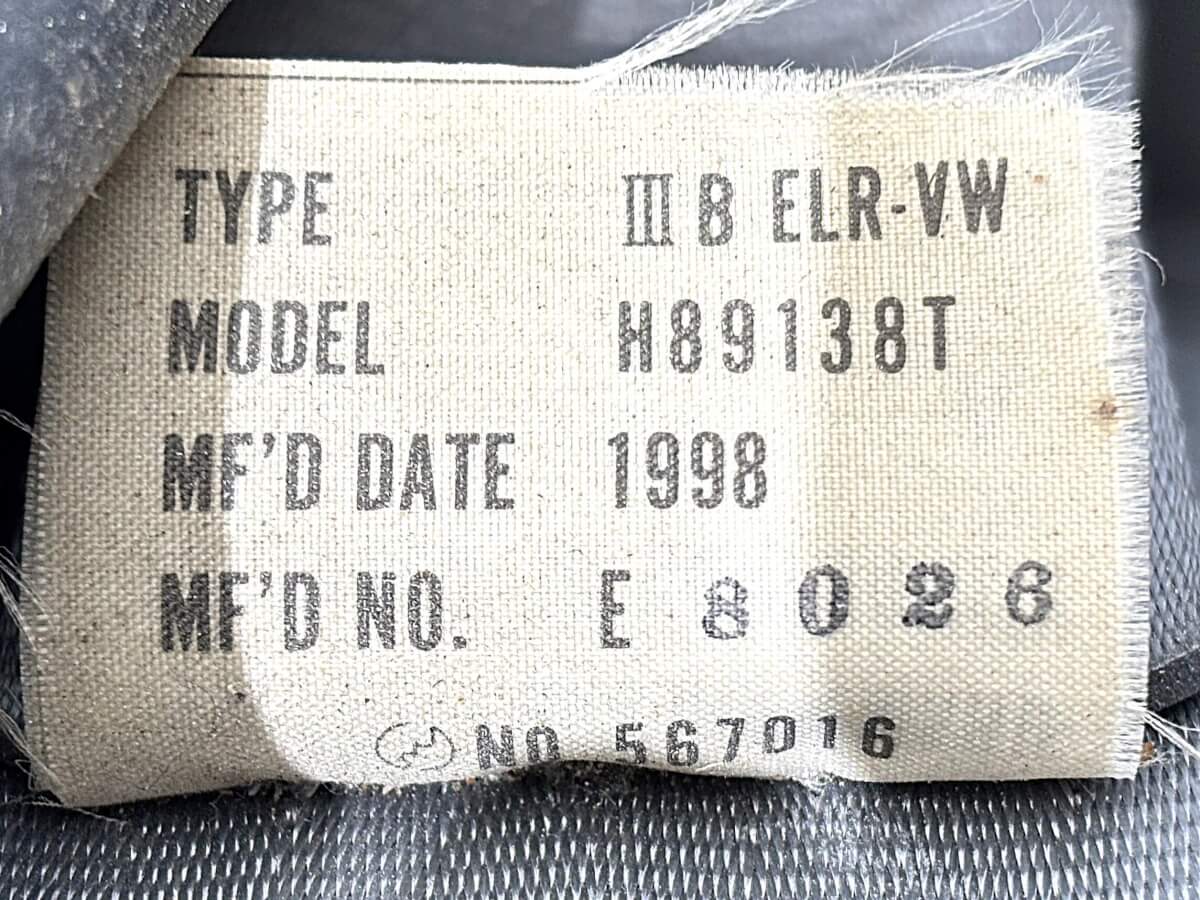 TYPE III B ELR-VW
MODEL H89138T
MF'D DATE 1998
MF'D NO. E 8026
NO 567016